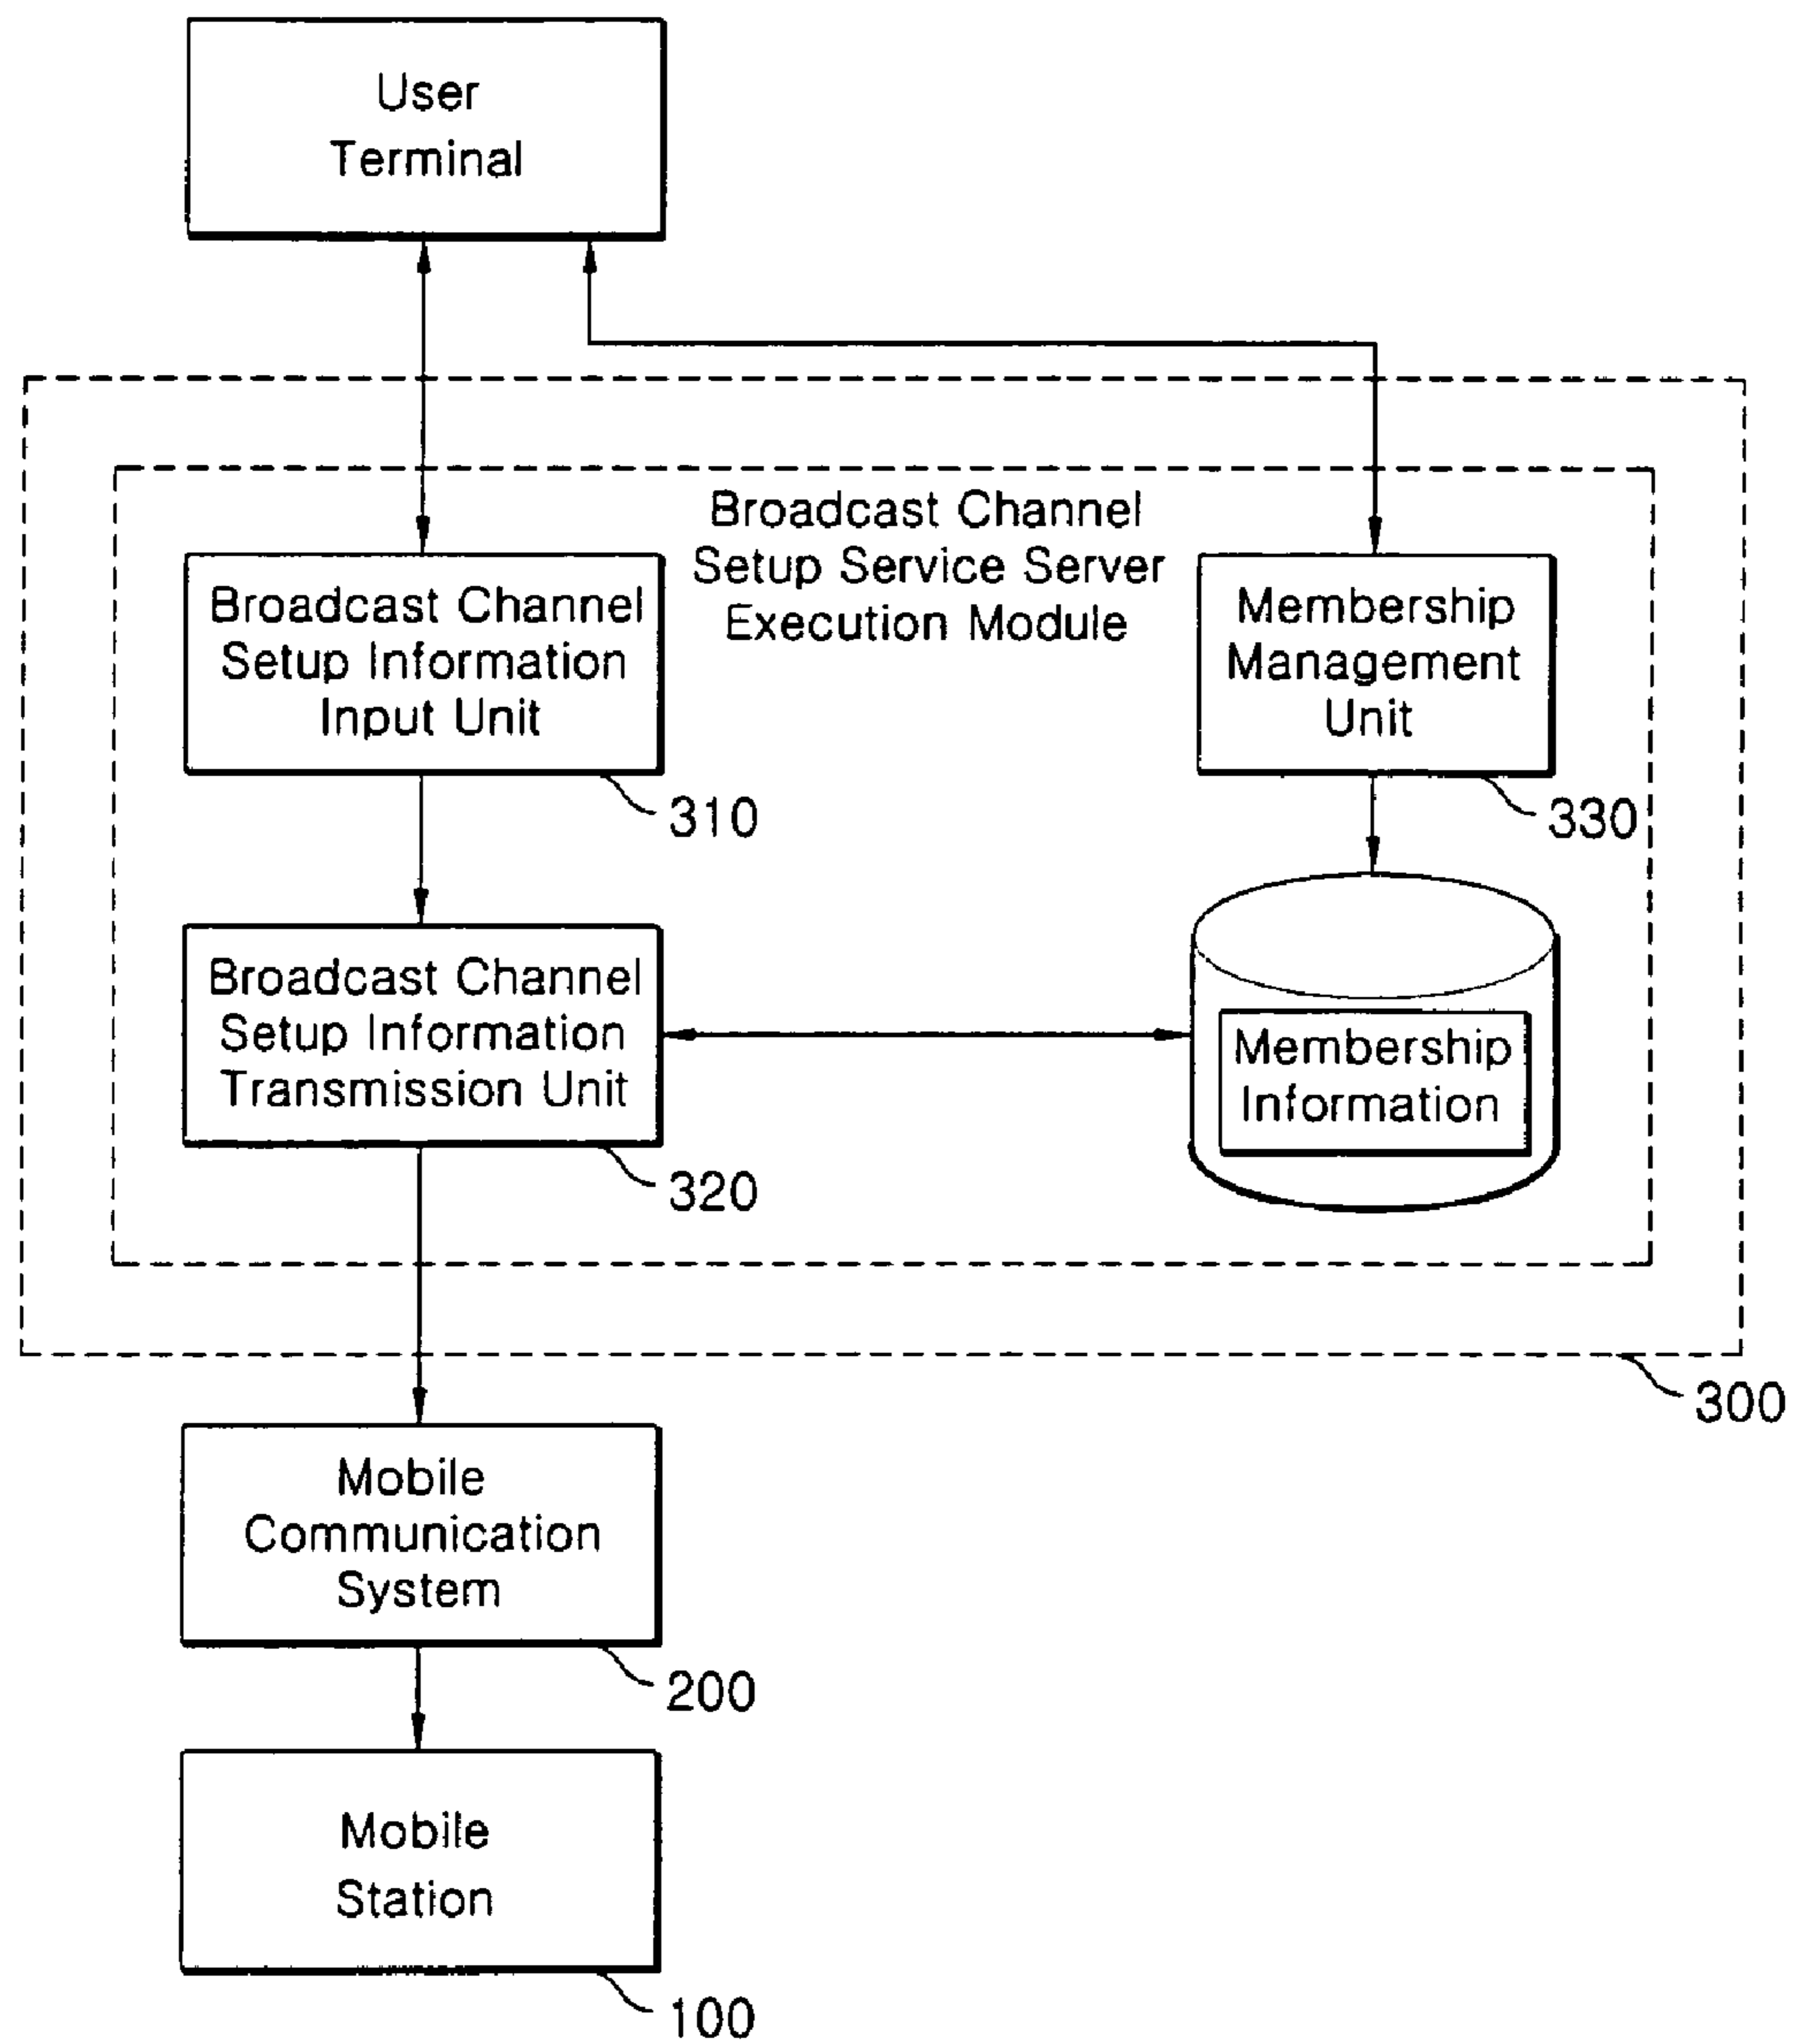 User
Terminal
Broadcast Channel
Setup Service Server
Execution Module
Broadcast Channel
Setup Information
Input Unit
310
Membership
Management
Unit
330
Broadcast Channel
Setup Information
Transmission Unit
320
Membership
Information
300
Mobile
Communication
System
200
Mobile
Station
100